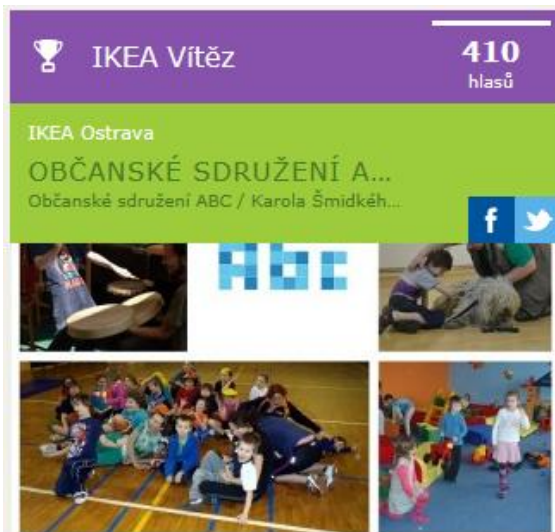 IKEA Vítěz
410
hlasů
IKEA Ostrava
OBČANSKÉ SDRUŽENÍ A...
Občanské sdružení ABC / Karola Šmidkéh...
f
Abc